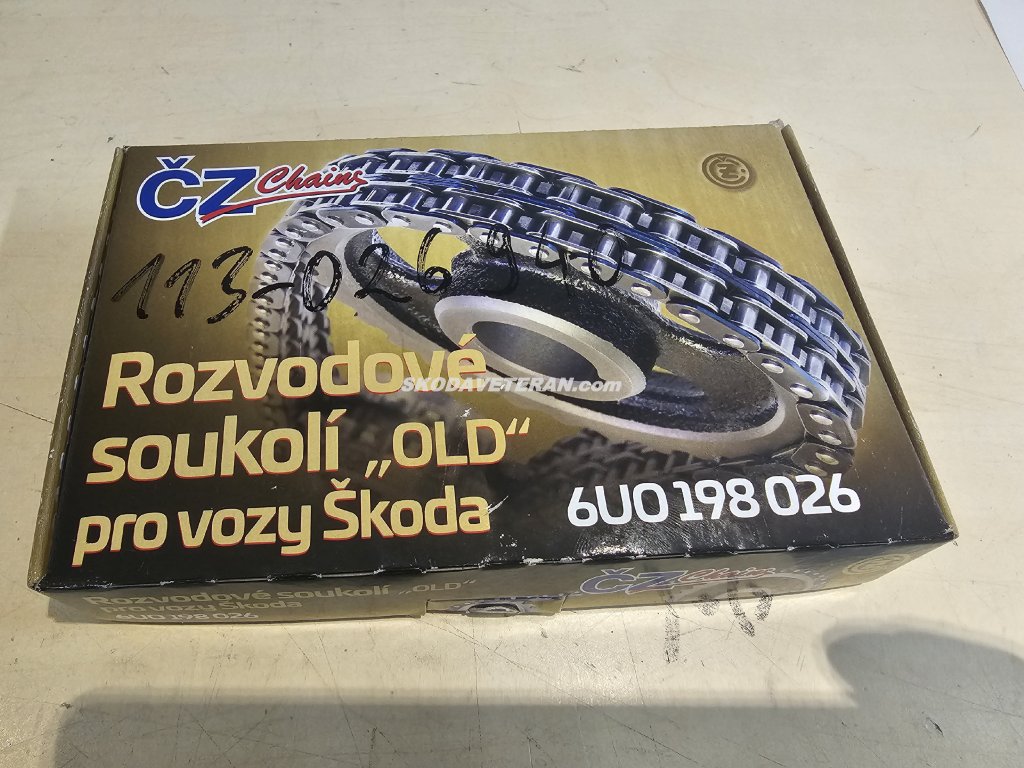 ČZ Chains
ČZ
113-026 940
Rozvodové
SKODAVETERAN.com
soukolí „OLD“
pro vozy Škoda
6U0 198 026
Rozvodové soukolí „OLD“
pro vozy Škoda
6U0 198 026
ČZ Chains